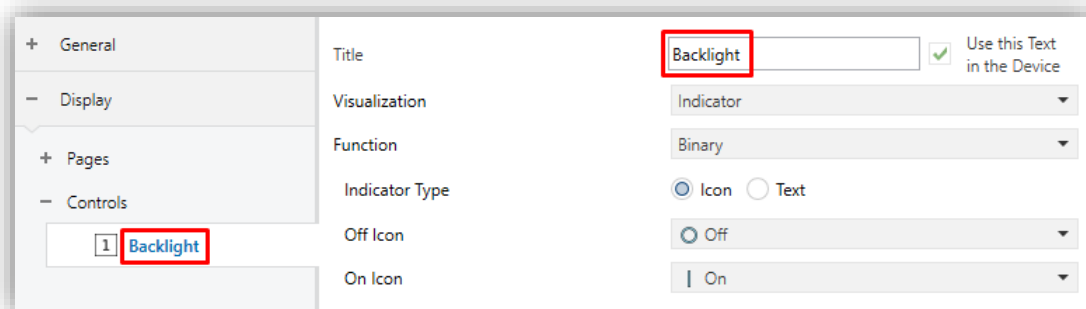 + General
− Display
+ Pages
− Controls
1 Backlight
Title
Backlight
Use this Text
in the Device
Visualization
Indicator
Function
Binary
Indicator Type
Icon
Text
Off Icon
Off
On Icon
On